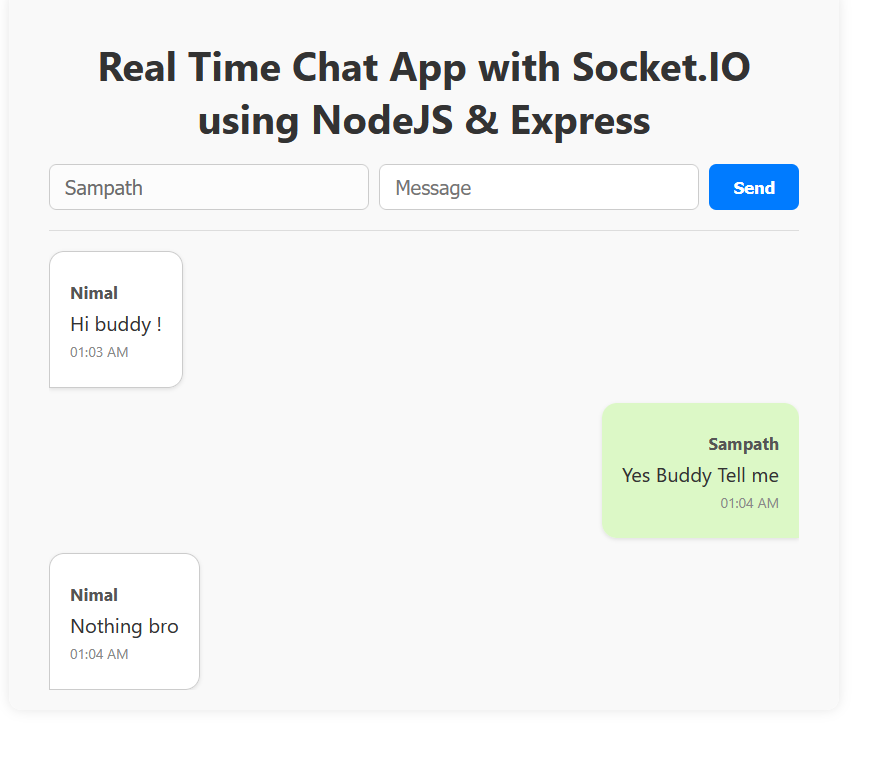 Real Time Chat App with Socket.IO
using NodeJS & Express
Sampath
Message
Send
Nimal
Hi buddy !
01:03 AM
Sampath
Yes Buddy Tell me
01:04 AM
Nimal
Nothing bro
01:04 AM